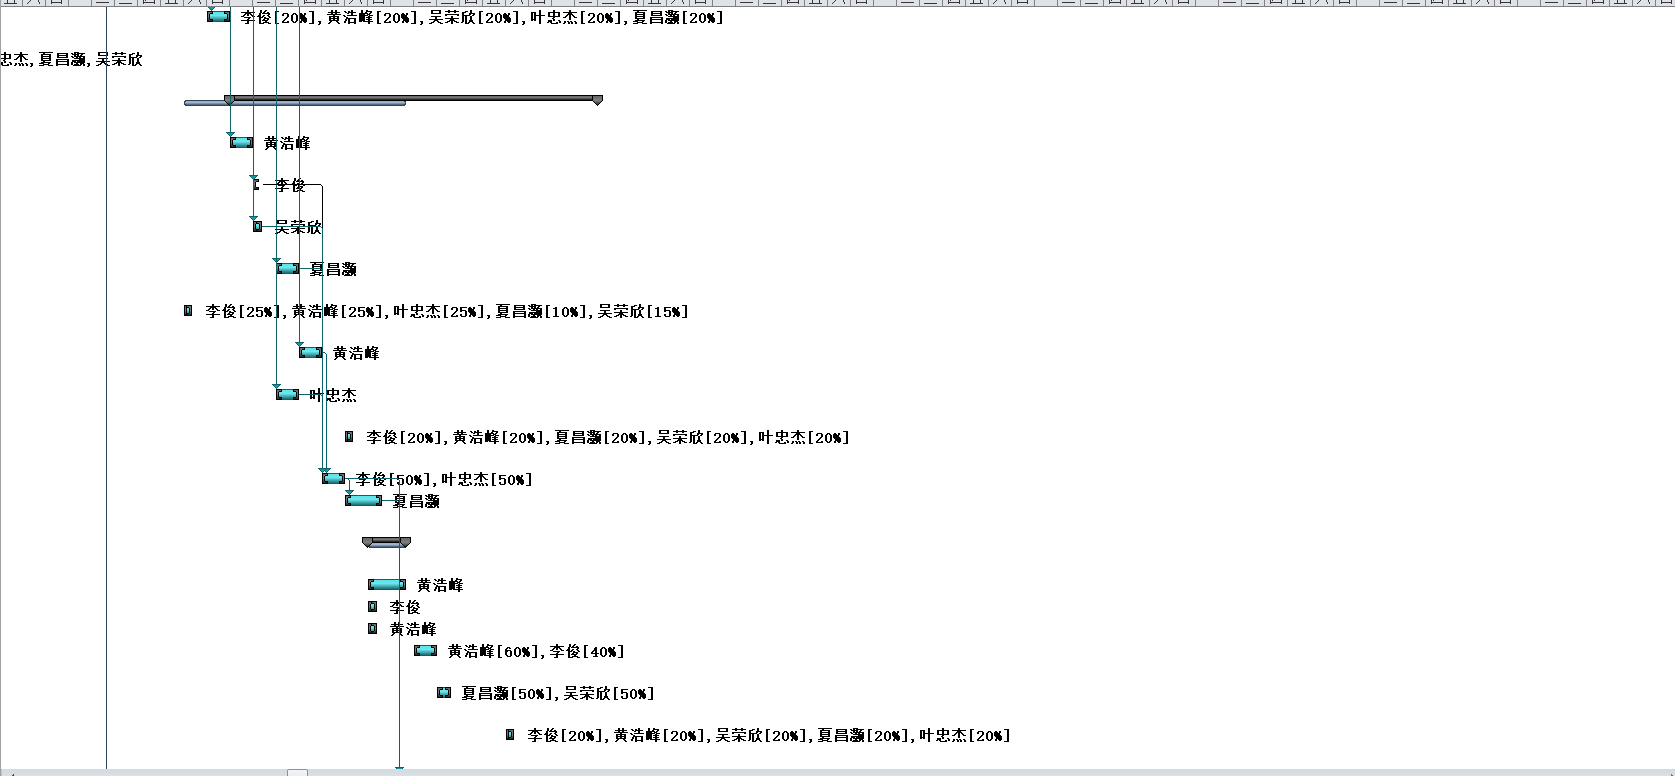 李俊[20%],黄浩峰[20%],吴荣欣[20%],叶忠杰[20%],夏昌灏[20%]
忠杰,夏昌灏,吴荣欣
黄浩峰
李俊
吴荣欣
夏昌灏
李俊[25%],黄浩峰[25%],叶忠杰[25%],夏昌灏[10%],吴荣欣[15%]
黄浩峰
叶忠杰
李俊[20%],黄浩峰[20%],夏昌灏[20%],吴荣欣[20%],叶忠杰[20%]
李俊[50%],叶忠杰[50%]
夏昌灏
黄浩峰
李俊
黄浩峰
黄浩峰[60%],李俊[40%]
夏昌灏[50%],吴荣欣[50%]
李俊[20%],黄浩峰[20%],吴荣欣[20%],夏昌灏[20%],叶忠杰[20%]